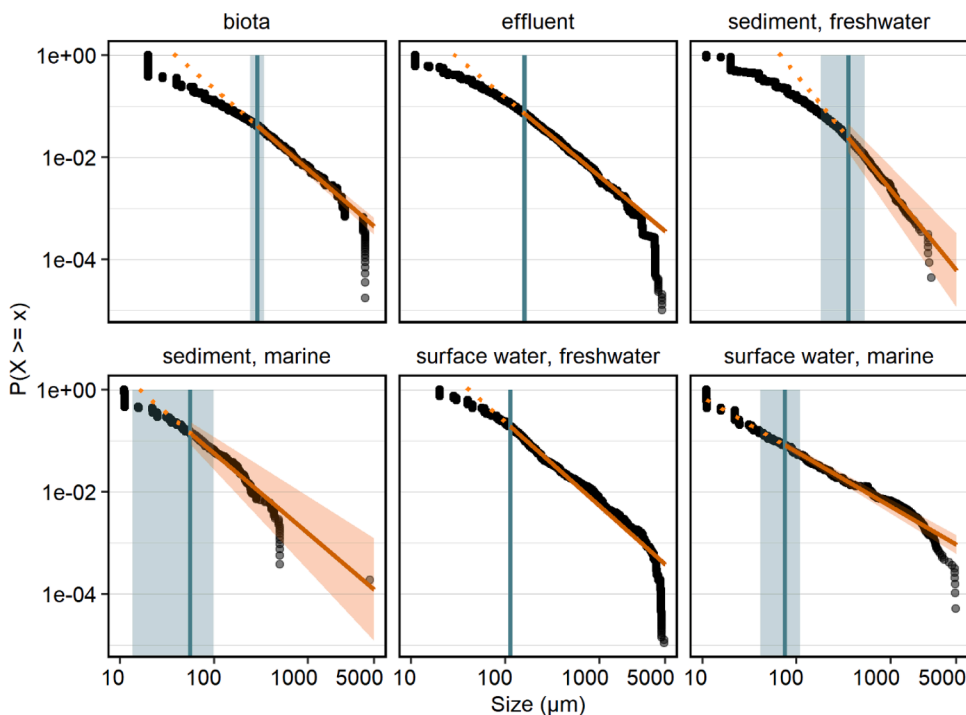 biota
effluent
sediment, freshwater
1e+00
1e-02
1e-04
P(X >= x)
sediment, marine
surface water, freshwater
surface water, marine
1e+00
1e-02
1e-04
10 100 1000 5000
10 100 1000 5000
10 100 1000 5000
Size (μm)